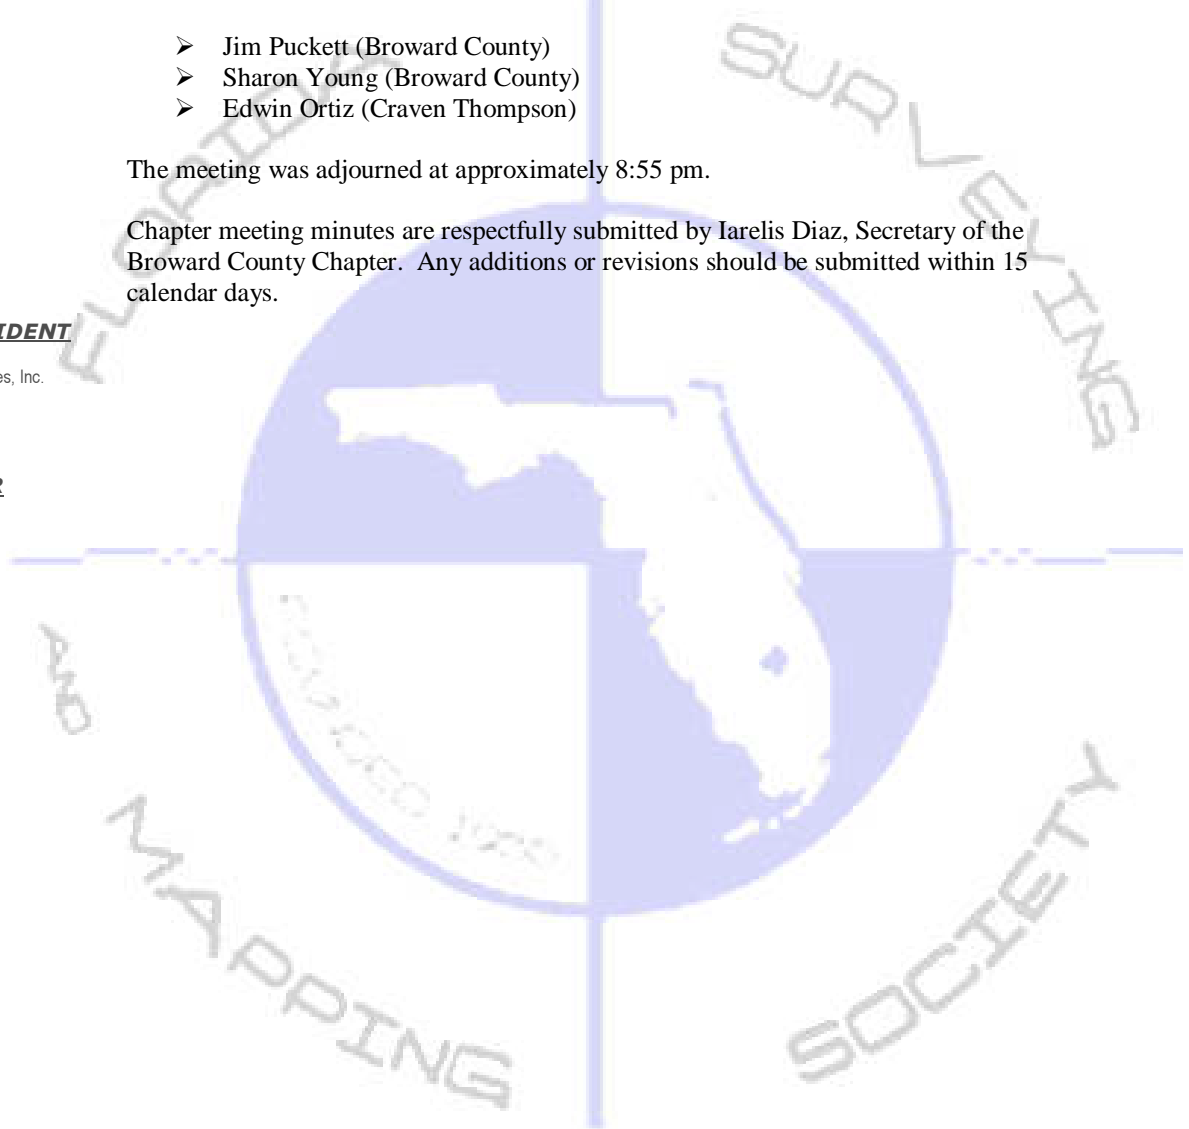 Jim Puckett (Broward County)
Sharon Young (Broward County)
Edwin Ortiz (Craven Thompson)
The meeting was adjourned at approximately 8:55 pm.
Chapter meeting minutes are respectfully submitted by Iarelis Diaz, Secretary of the
Broward County Chapter.  Any additions or revisions should be submitted within 15
calendar days.
IDENT
es, Inc.
R
FLORIDA
SURVEYING
AND
MAPPING
SOCIETY